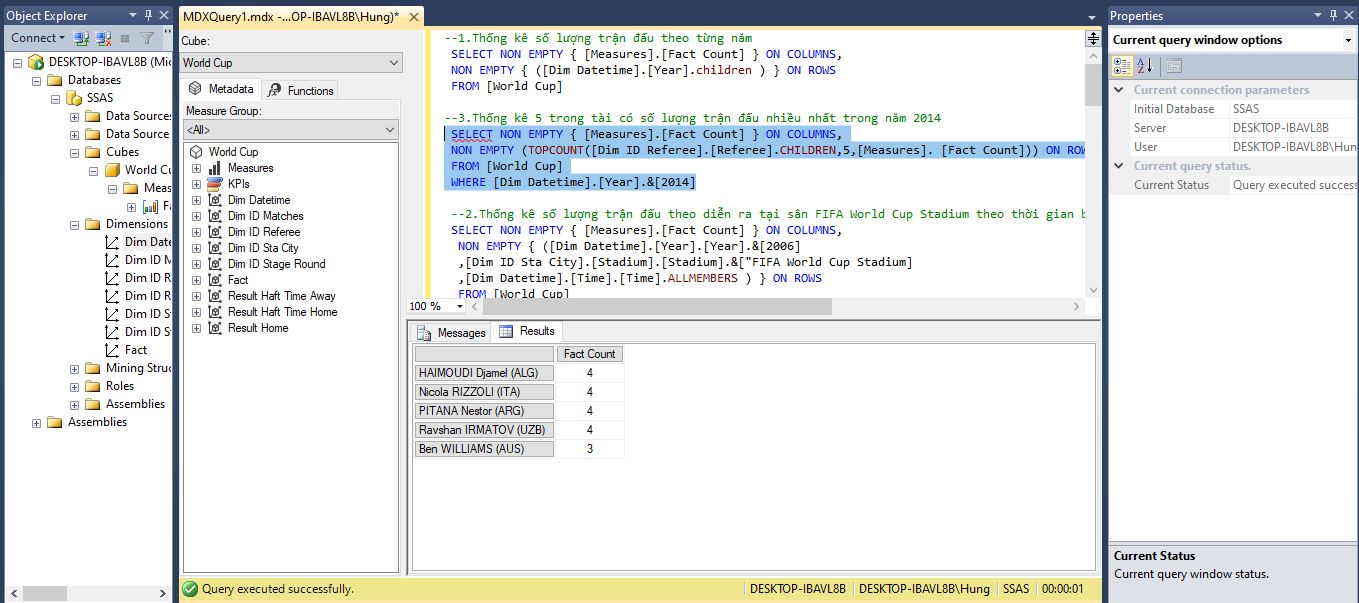 Object Explorer
Connect
DESKTOP-IBAVL8B (Mic
Databases
SSAS
Data Sources
Data Source
Cubes
World Cu
Meas
Fa
Dimensions
Dim Date
Dim ID M
Dim ID R
Dim ID R
Dim ID S
Dim ID S
Fact
Mining Struc
Roles
Assemblies
Assemblies
MDXQuery1.mdx -...OP-IBAVL8B\Hung)*
Cube:
World Cup
Metadata
Functions
Measure Group:
<All>
World Cup
Measures
KPIs
Dim Datetime
Dim ID Matches
Dim ID Referee
Dim ID Sta City
Dim ID Stage Round
Fact
Result Haft Time Away
Result Haft Time Home
Result Home
--1.Thống kê số lượng trận đấu theo từng năm
SELECT NON EMPTY { [Measures].[Fact Count] } ON COLUMNS,
NON EMPTY { ([Dim Datetime].[Year].children ) } ON ROWS
FROM [World Cup]
--3.Thống kê 5 trong tài có số lượng trận đấu nhiều nhất trong năm 2014
SELECT NON EMPTY { [Measures].[Fact Count] } ON COLUMNS,
NON EMPTY (TOPCOUNT([Dim ID Referee].[Referee].CHILDREN,5,[Measures]. [Fact Count])) ON ROW
FROM [World Cup]
WHERE [Dim Datetime].[Year].&[2014]
--2.Thống kê số lượng trận đấu theo diễn ra tại sân FIFA World Cup Stadium theo thời gian b
SELECT NON EMPTY { [Measures].[Fact Count] } ON COLUMNS,
NON EMPTY { ([Dim Datetime].[Year].[Year].&[2006]
,[Dim ID Sta City].[Stadium].[Stadium].&["FIFA World Cup Stadium]
,[Dim Datetime].[Time].[Time].ALLMEMBERS ) } ON ROWS
FROM [World Cup]
100 %
Messages
Results
Fact Count
HAIMOUDI Djamel (ALG) 4
Nicola RIZZOLI (ITA) 4
PITANA Nestor (ARG) 4
Ravshan IRMATOV (UZB) 4
Ben WILLIAMS (AUS) 3
Query executed successfully.
DESKTOP-IBAVL8B
DESKTOP-IBAVL8B\Hung
SSAS
00:00:01
Properties
Current query window options
Current connection parameters
Initial Database SSAS
Server DESKTOP-IBAVL8B
User DESKTOP-IBAVL8B\Hun
Current query status.
Current Status Query executed success
Current Status
Current query window status.